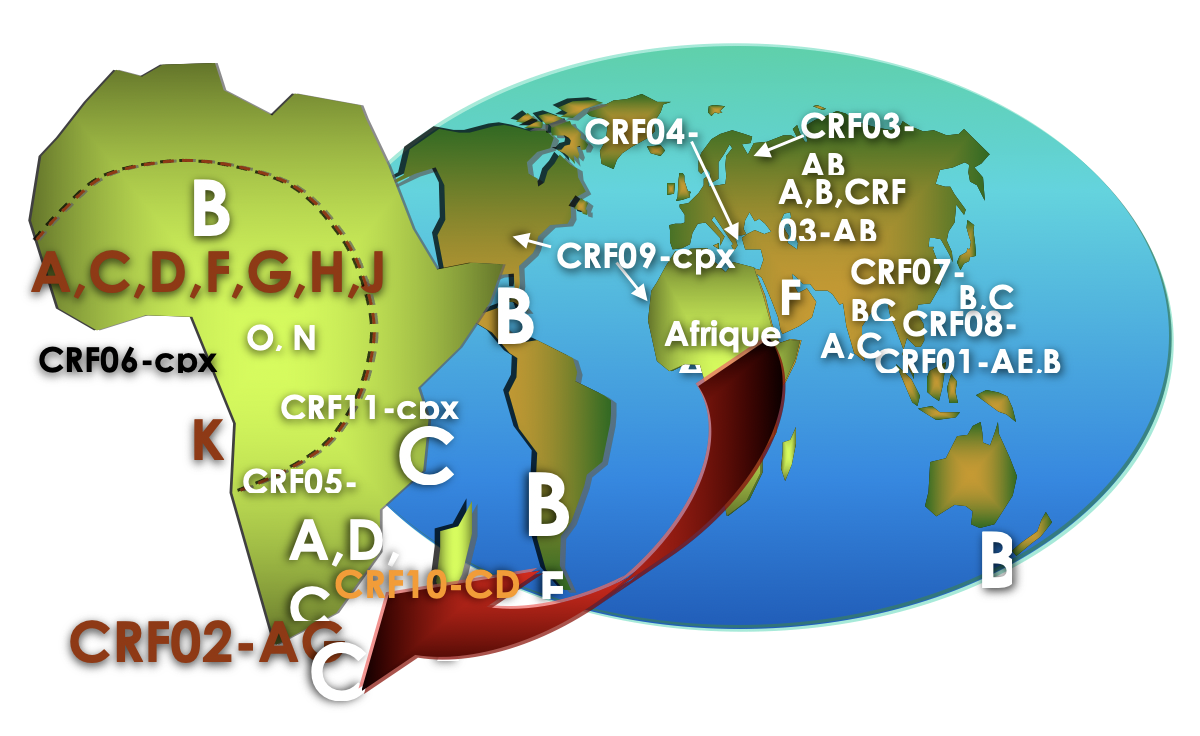 B
A,C,D,F,G,H,J
O, N
CRF06-cpx
CRF11-cpx
K
C
CRF05-
A,D,
C
CRF10-CD
CRF02-AG
C
CRF04-
CRF03-
AB
A,B,CRF
03-AB
CRF09-cpx
B
F
CRF07-
BC
B,C
CRF08-
A,C
CRF01-AE,B
Afrique
A
B
F
B